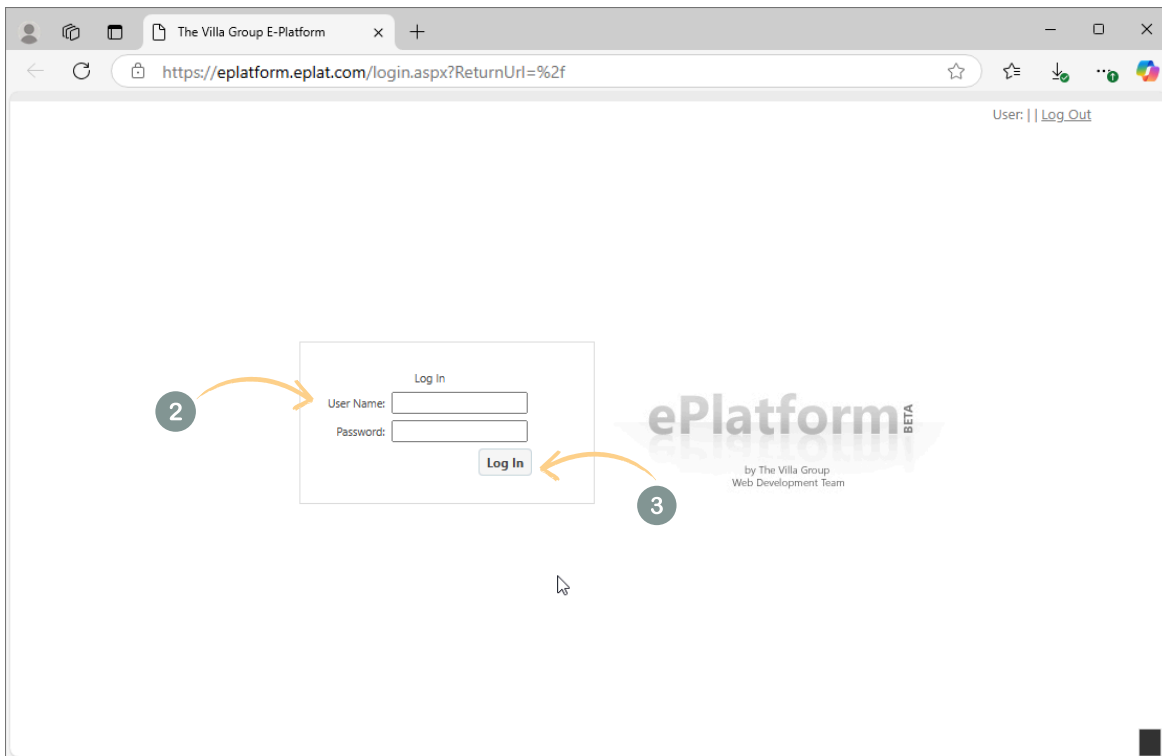 The Villa Group E-Platform
https://eplatform.eplat.com/login.aspx?ReturnUrl=%2f
User: | | Log Out
Log In
User Name:
Password:
Log In
2
3
ePlatform BETA
by The Villa Group
Web Development Team